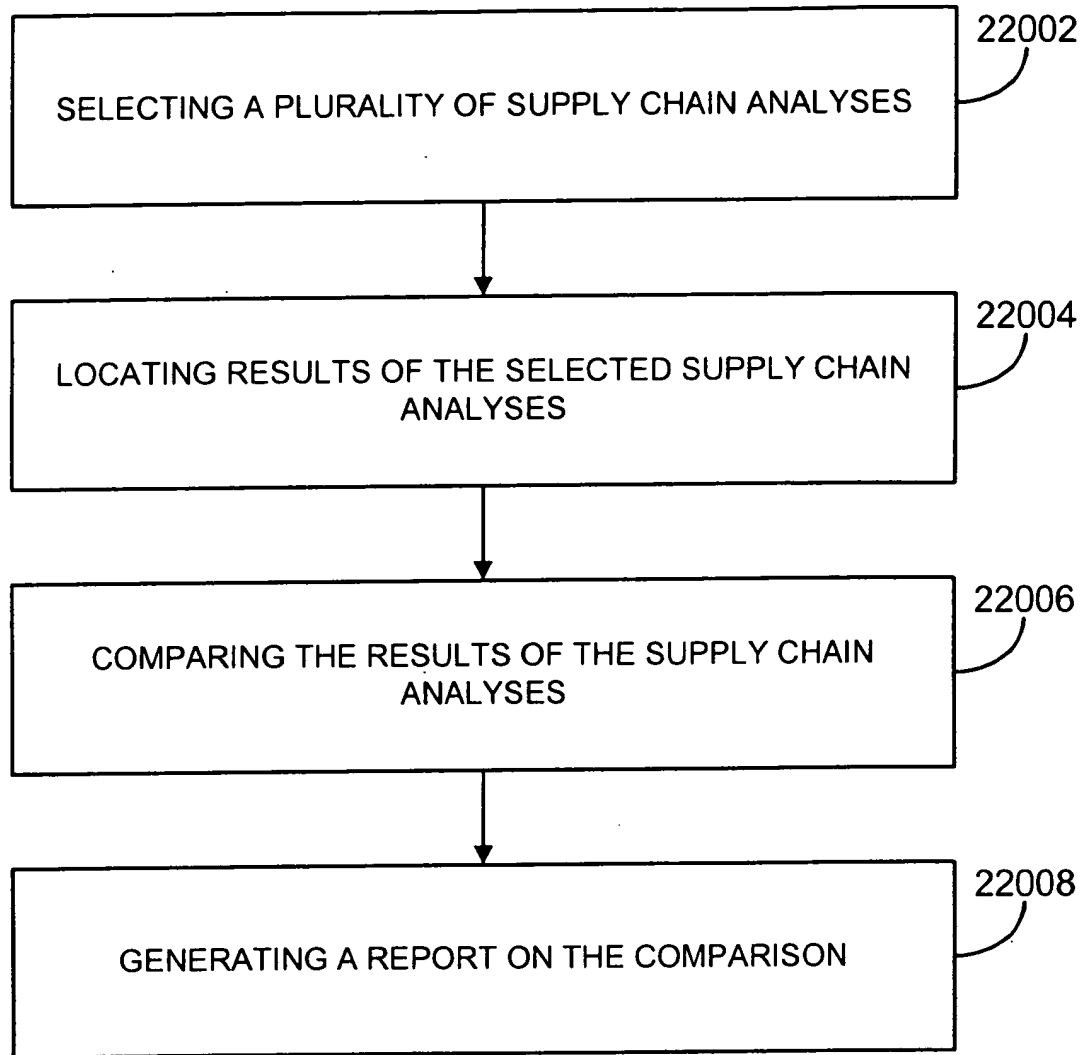 22002
SELECTING A PLURALITY OF SUPPLY CHAIN ANALYSES
22004
LOCATING RESULTS OF THE SELECTED SUPPLY CHAIN
ANALYSES
22006
COMPARING THE RESULTS OF THE SUPPLY CHAIN
ANALYSES
22008
GENERATING A REPORT ON THE COMPARISON